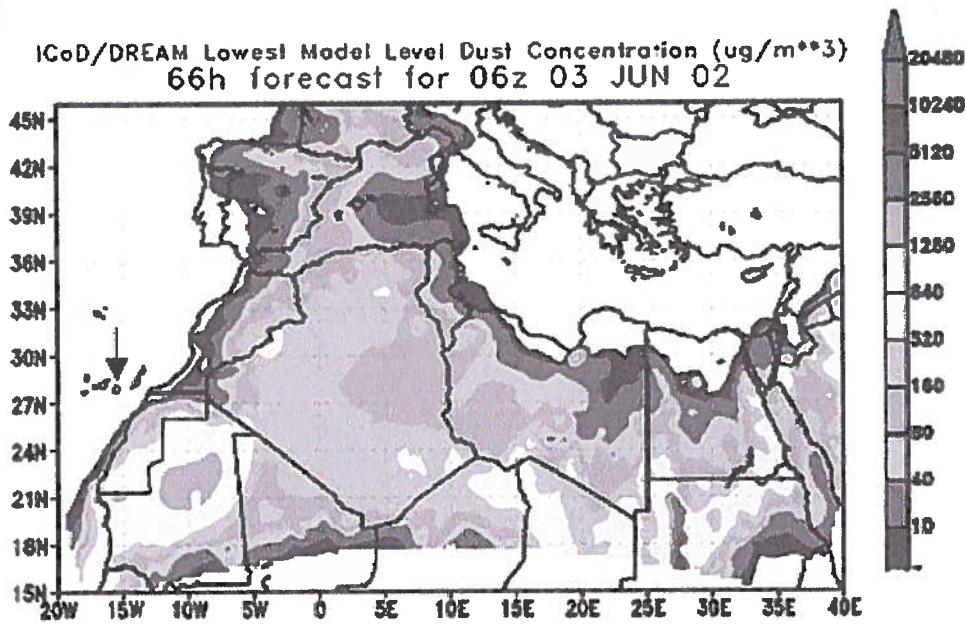 ICoD/DREAM Lowest Model Level Dust Concentration (ug/m**3)
66h forecast for 06z 03 JUN 02
45N
42N
39N
36N
33N
30N
27N
24N
21N
18N
15N
20W 15W 10W 5W 0 5E 10E 15E 20E 25E 30E 35E 40E
20480
10240
5120
2560
1280
640
320
160
80
40
10